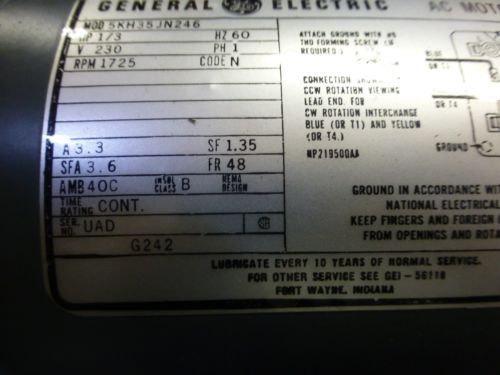 GENERAL GE ELECTRIC
AC MOT
MOD 5KH35JN246
HP 1/3 HZ 60
V 230 PH 1
RPM 1725 CODE N
A 3.3 SF 1.35
SFA 3.6 FR 48
AMB 40C INSUL CLASS B NEMA DESIGN
TIME RATING CONT.
SER. NO. UAD
G242
ATTACH GROUND WITH
THD FORMING SCREW (IF
REQUIRED)
CONNECTION
CCW ROTATION VIEWING
LEAD END. FOR
CW ROTATION INTERCHANGE
BLUE (OR T1) AND YELLOW
(OR T4.)
NP219500AA
OR T4
GROUND
GROUND IN ACCORDANCE WITH
NATIONAL ELECTRICAL
KEEP FINGERS AND FOREIGN
FROM OPENINGS AND ROTA
LUBRICATE EVERY 10 YEARS OF NORMAL SERVICE.
FOR OTHER SERVICE SEE GEI-56118
FORT WAYNE, INDIANA